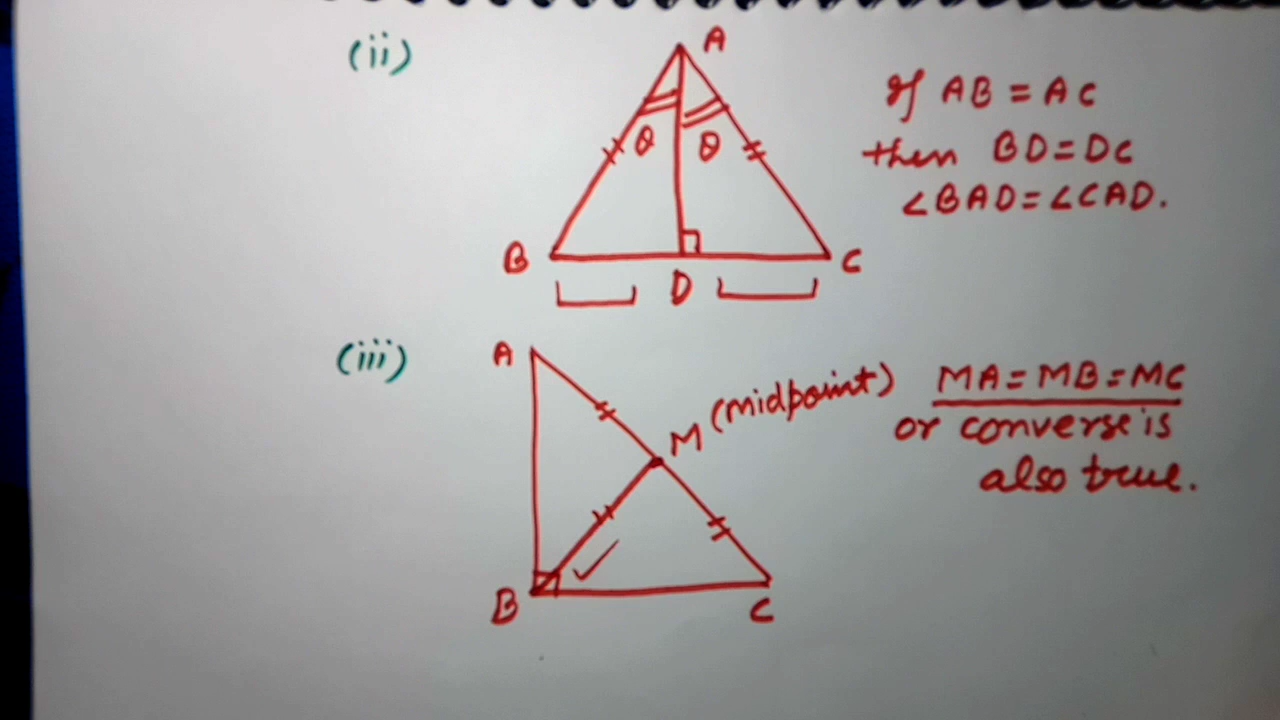 (ii)
A
θ θ
B D C
If AB = AC
then BD = DC
∠BAD = ∠CAD.
(iii)
A
M (midpoint)
B C
MA = MB = MC
or converse is
also true.